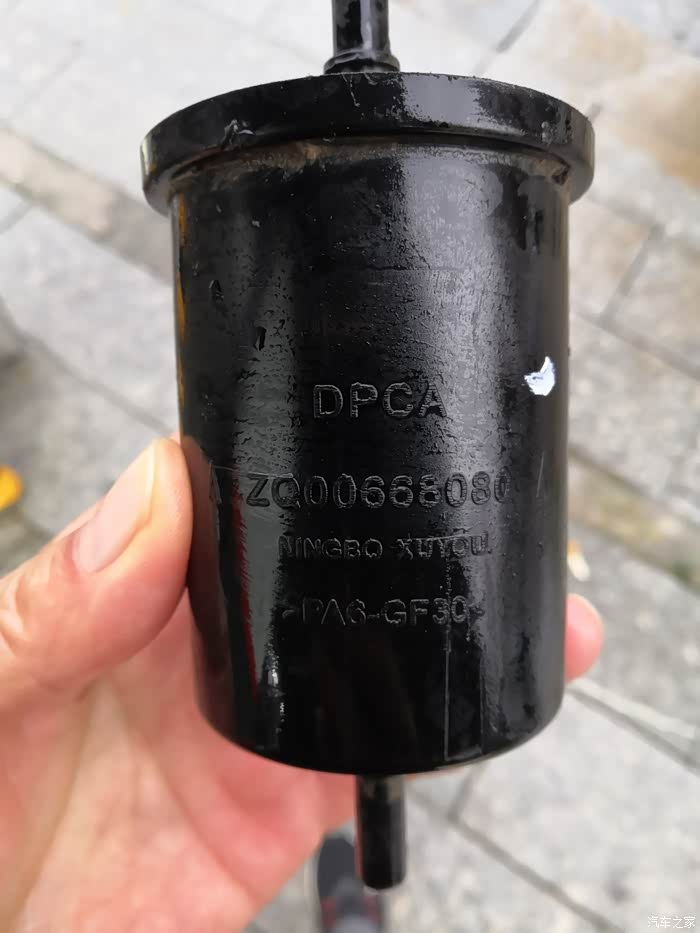 DPCA
ZQ00668080
NINGBO XUYOU
>PA6-GF30<
汽车之家